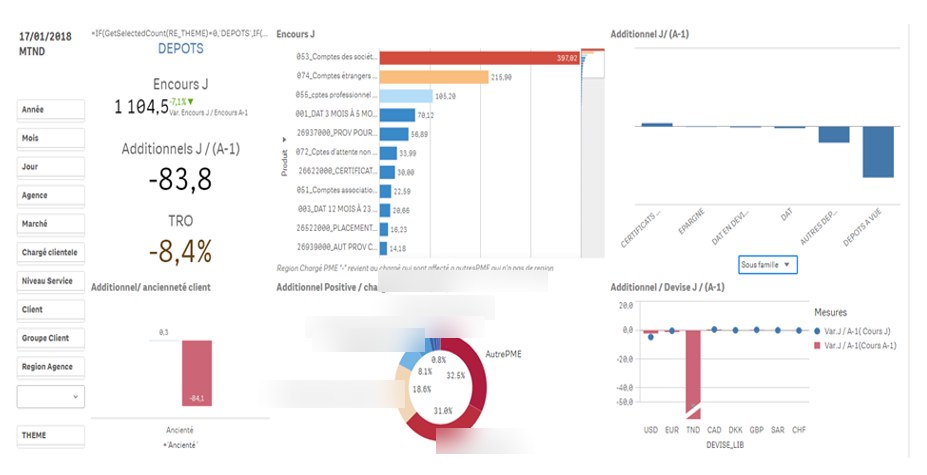 17/01/2018
MTND
Année
Mois
Jour
Agence
Marché
Chargé clientele
Niveau Service
Client
Groupe Client
Region Agence
THEME
=IF(GetSelectedCount(RE_THEME)=0,'DEPOTS',IF(...
DEPOTS
Encours J
1 104,5
-7,1%▼
Var. Encours J / Encours A-1
Additionnels J / (A-1)
-83,8
TRO
-8,4%
Encours J
Produit
053_Comptes des sociét...
397,02
074_Comptes étrangers ...
215,90
055_cptes professionnel ...
105,20
001_DAT 3 MOIS À 5 MO...
70,12
26937000_PROV POUR...
56,89
072_Cptes d'attente non ...
33,99
26622000_CERTIFICAT...
30,00
051_Comptes associatio...
22,59
003_DAT 12 MOIS À 23 ...
20,66
26522000_PLACEMENT...
16,23
26939000_AUT PROV C...
14,18
Region Chargé PME "-" revient au chargé qui sont affecté a autresPME qui n'a pas de region
Additionnel J/ (A-1)
CERTIFICATS ...
EPARGNE
DAT EN DEVI...
DAT
AUTRES DEP...
DEPOTS A VUE
Sous famille
Additionnel/ ancienneté client
0,3
-84,1
Ancienté
+'Ancienté'
Additionnel Positive /
AutrePME
0.8%
8.1%
18.6%
31.0%
Additionnel / Devise J / (A-1)
20.0
0.0
-20.0
-40.0
USD EUR TND CAD DKK GBP SAR CHF
DEVISE_LIB
Mesures
Var.J / A-1( Cours J)
Var.J / A-1(Cours A-1)